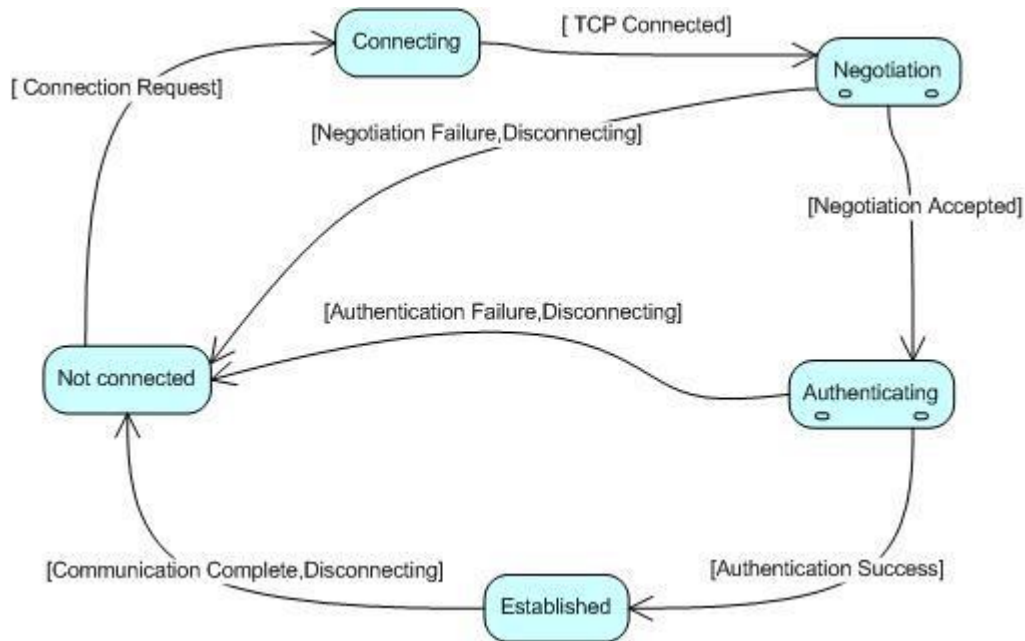 Connecting
[ TCP Connected]
Negotiation
[ Connection Request]
[Negotiation Failure,Disconnecting]
[Negotiation Accepted]
[Authentication Failure,Disconnecting]
Not connected
Authenticating
[Communication Complete,Disconnecting]
[Authentication Success]
Established